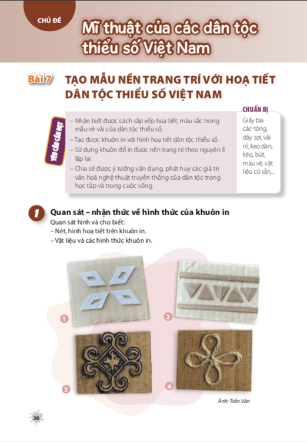 CHỦ ĐỀ
Mĩ thuật của các dân tộc
thiểu số Việt Nam
Bài 7
TẠO MẪU NỀN TRANG TRÍ VỚI HOẠ TIẾT
DÂN TỘC THIỂU SỐ VIỆT NAM
YÊU CẦU CẦN ĐẠT
– Nhận biết được cách sắp xếp hoạ tiết, màu sắc trong
mẫu vẽ vải của dân tộc thiểu số.
– Tạo được khuôn in với hình hoạ tiết dân tộc thiểu số.
– Sử dụng khuôn để in được nền trang trí theo nguyên lí
lặp lại.
– Chia sẻ được ý tưởng vận dụng, phát huy các giá trị
văn hoá nghệ thuật truyền thống của dân tộc trong
học tập và trong cuộc sống.
CHUẨN BỊ
Giấy bìa
các-tông,
dây sợi, vải
nỉ, keo dán,
kéo, bút,
màu vẽ, vật
liệu có sẵn,...
1 Quan sát – nhận thức về hình thức của khuôn in
Quan sát hình và cho biết:
– Nét, hình hoạ tiết trên khuôn in.
– Vật liệu và các hình thức khuôn in.
1
2
3
4
Ảnh: Trần Văn